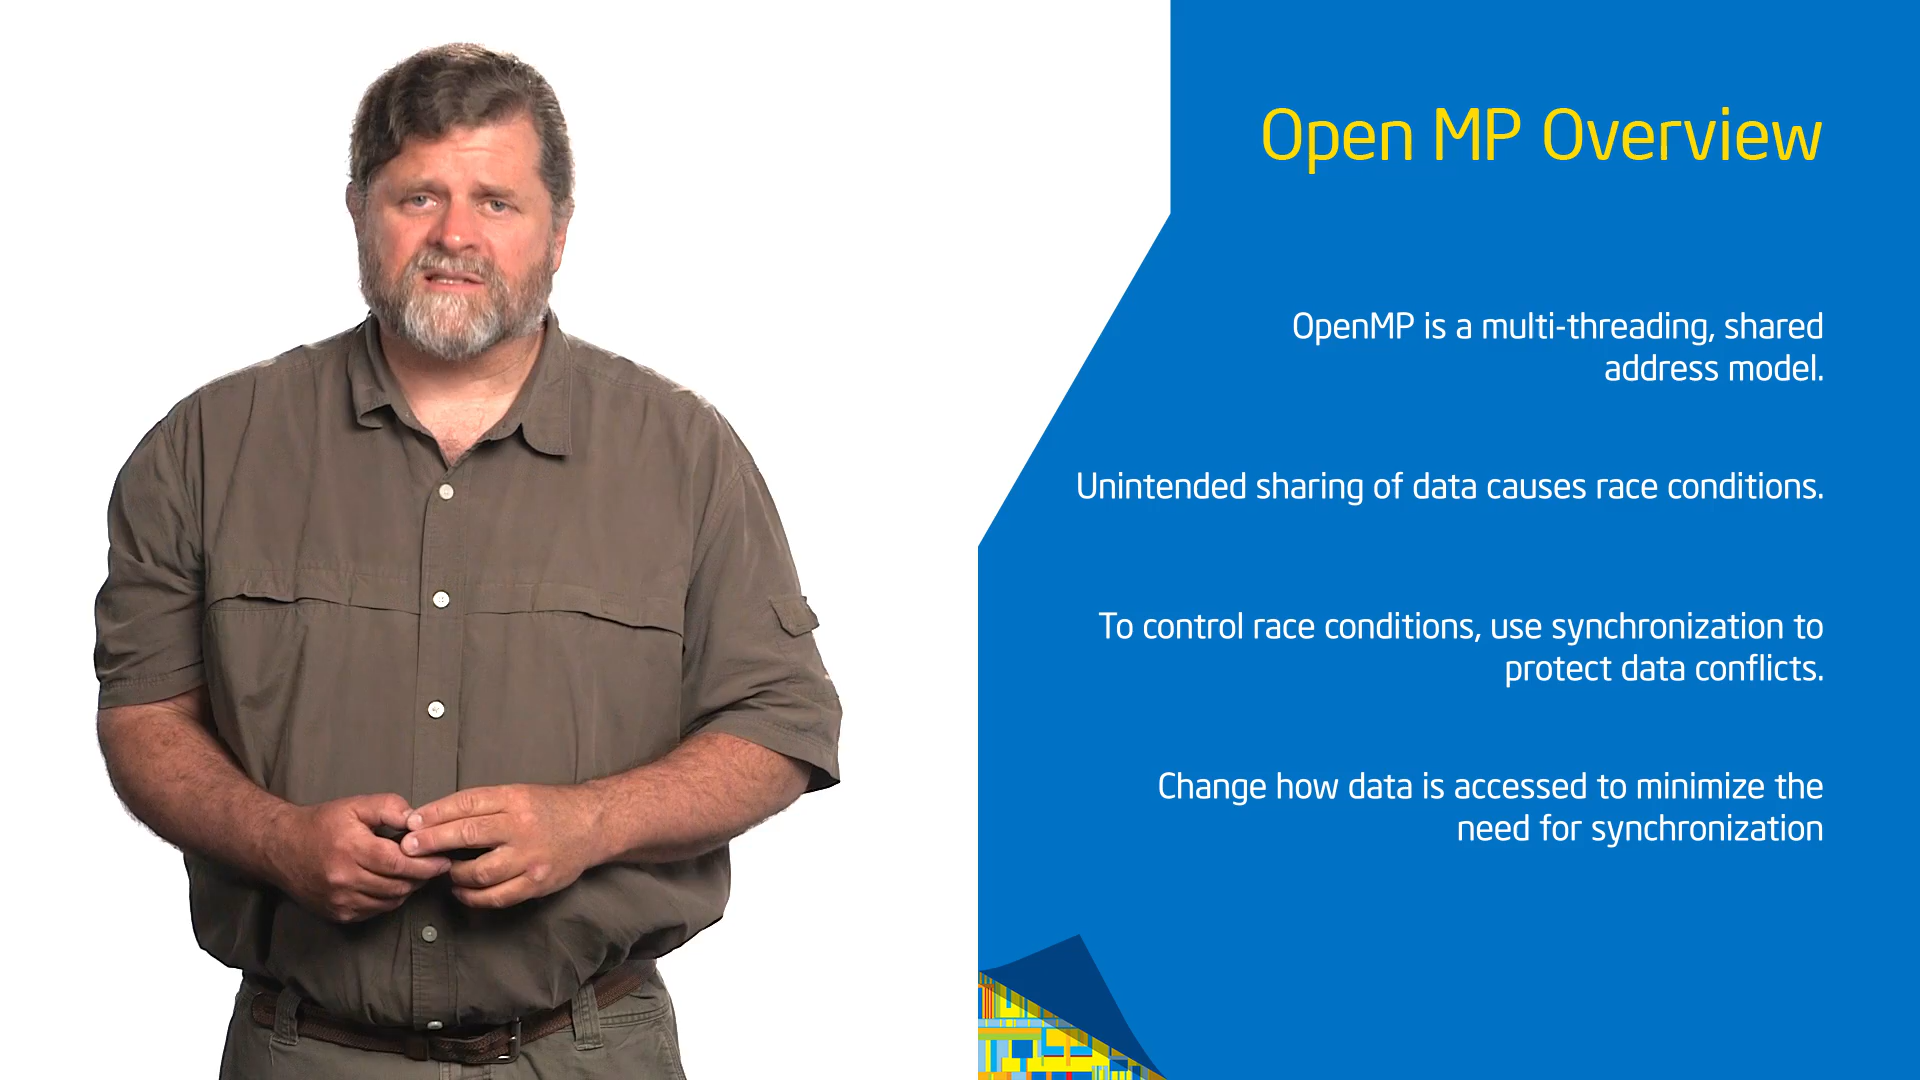 Open MP Overview
OpenMP is a multi-threading, shared
address model.
Unintended sharing of data causes race conditions.
To control race conditions, use synchronization to
protect data conflicts.
Change how data is accessed to minimize the
need for synchronization